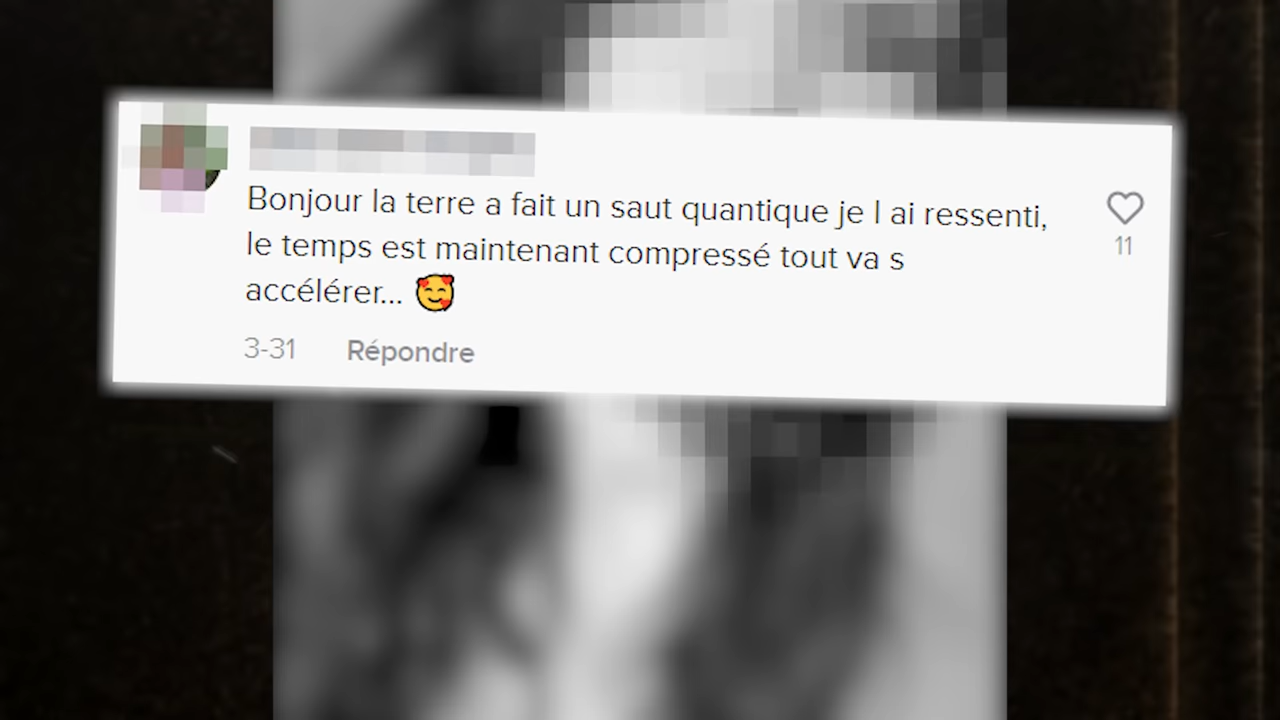 Bonjour la terre a fait un saut quantique je l ai ressenti,
le temps est maintenant compressé tout va s
accélérer... 🥰
11
3-31 Répondre